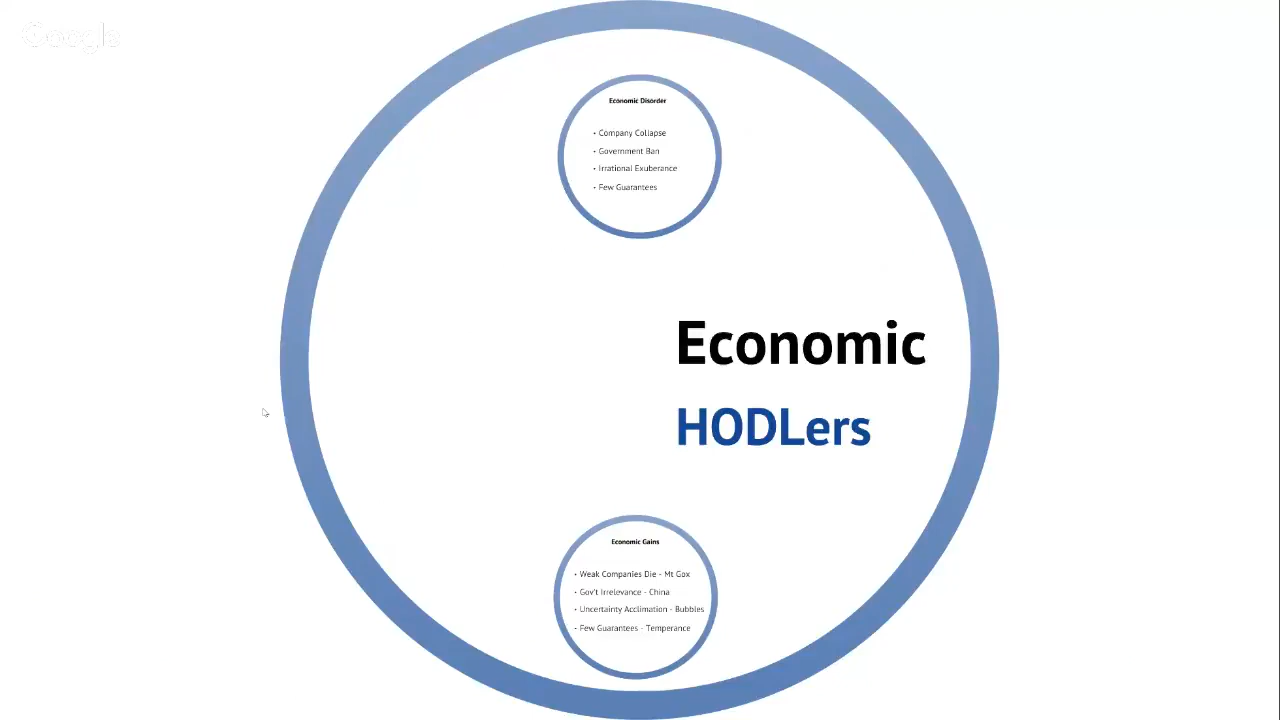 Google
Economic Disorder
• Company Collapse
• Government Ban
• Irrational Exuberance
• Few Guarantees
Economic
HODLers
Economic Gains
• Weak Companies Die - Mt Gox
• Gov't Irrelevance - China
• Uncertainty Acclimation - Bubbles
• Few Guarantees - Temperance